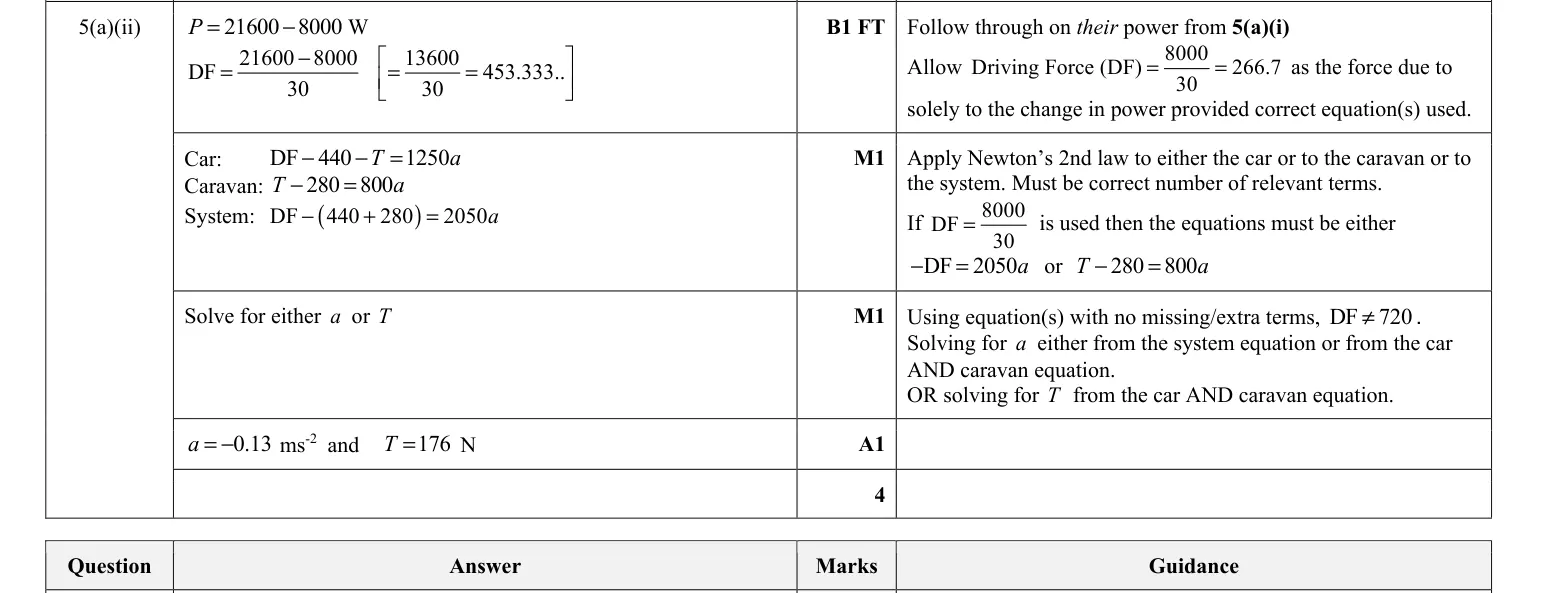 5(a)(ii)
P = 21600 − 8000 W
DF = (21600 − 8000)/30 [= 13600/30 = 453.333..]
B1 FT
Follow through on their power from 5(a)(i)
Allow Driving Force (DF) = 8000/30 = 266.7 as the force due to
solely to the change in power provided correct equation(s) used.
Car: DF − 440 − T = 1250a
Caravan: T − 280 = 800a
System: DF − (440 + 280) = 2050a
M1
Apply Newton's 2nd law to either the car or to the caravan or to
the system. Must be correct number of relevant terms.
If DF = 8000/30 is used then the equations must be either
−DF = 2050a or T − 280 = 800a
Solve for either a or T
M1
Using equation(s) with no missing/extra terms, DF ≠ 720 .
Solving for a either from the system equation or from the car
AND caravan equation.
OR solving for T from the car AND caravan equation.
a = −0.13 ms⁻² and T = 176 N
A1
4
Question Answer Marks Guidance